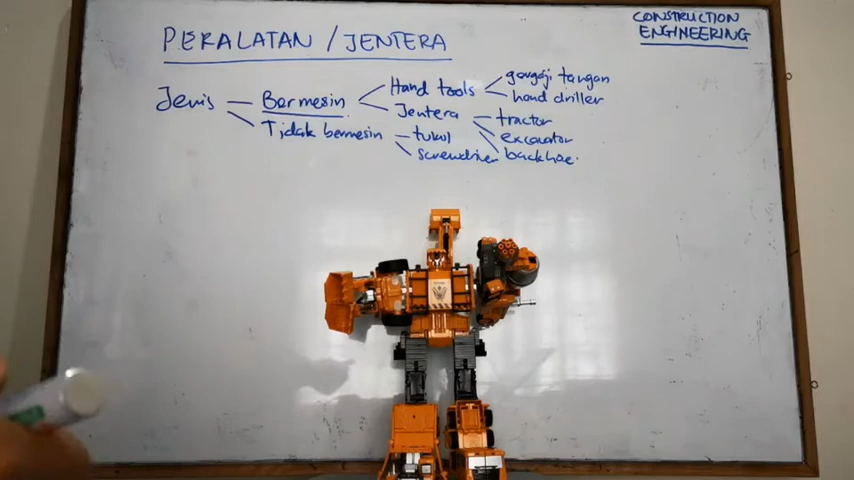 PERALATAN / JENTERA
CONSTRUCTION
ENGINEERING
Jenis
Bermesin
Tidak bermesin
Hand tools
Jentera
tukul
screwdriver
gergaji tangan
hand driller
tractor
excavator
backhoe